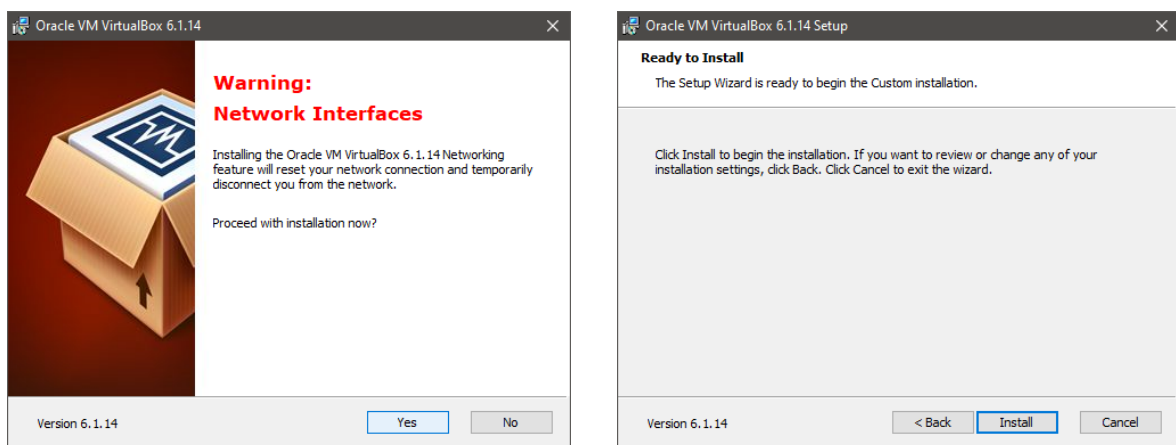 Oracle VM VirtualBox 6.1.14
Warning:
Network Interfaces
Installing the Oracle VM VirtualBox 6.1.14 Networking
feature will reset your network connection and temporarily
disconnect you from the network.
Proceed with installation now?
Version 6.1.14
Yes
No
Oracle VM VirtualBox 6.1.14 Setup
Ready to Install
The Setup Wizard is ready to begin the Custom installation.
Click Install to begin the installation. If you want to review or change any of your
installation settings, click Back. Click Cancel to exit the wizard.
Version 6.1.14
< Back
Install
Cancel